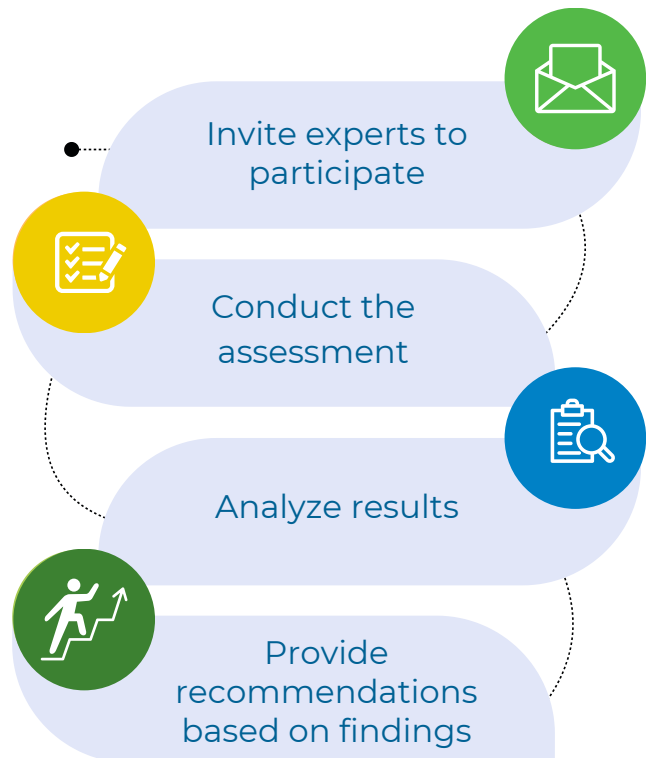 Invite experts to
participate
Conduct the
assessment
Analyze results
Provide
recommendations
based on findings